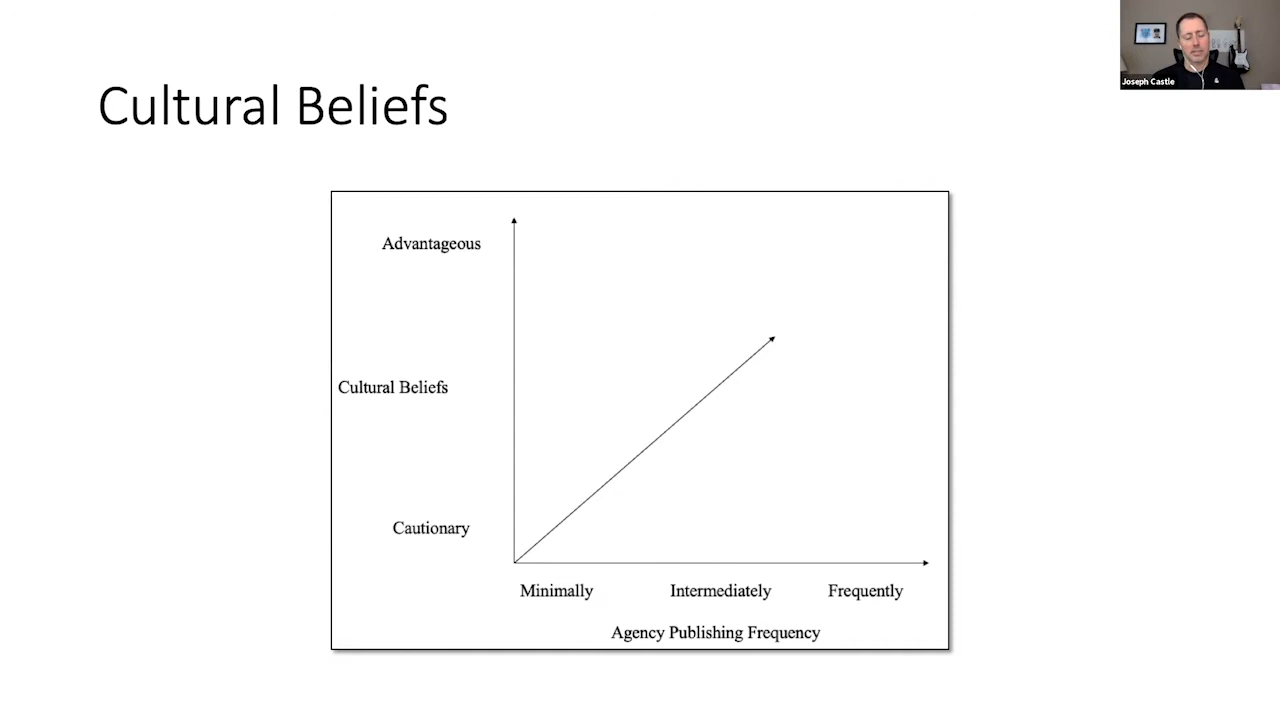 Joseph Castle
Cultural Beliefs
Advantageous
Cultural Beliefs
Cautionary
Minimally Intermediately Frequently
Agency Publishing Frequency